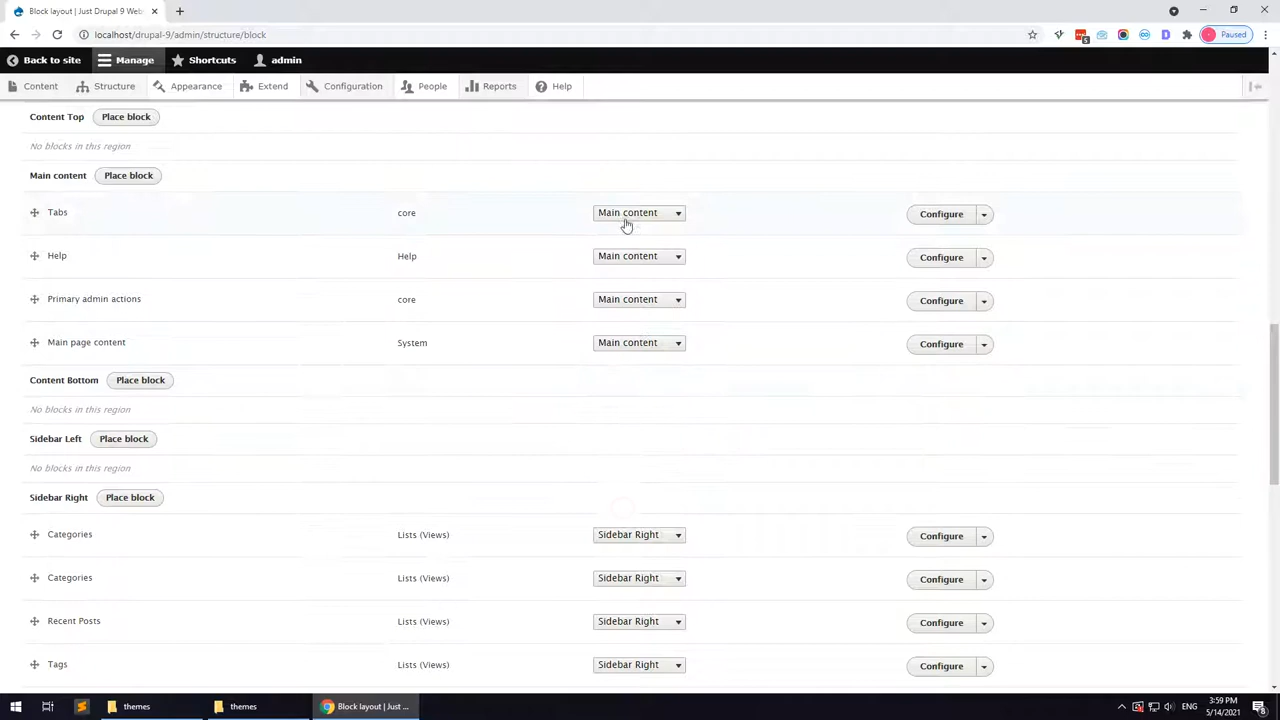 Block layout | Just Drupal 9 Web
localhost/drupal-9/admin/structure/block
Paused
Back to site
Manage
Shortcuts
admin
Content
Structure
Appearance
Extend
Configuration
People
Reports
Help
Content Top Place block
No blocks in this region
Main content Place block
Tabs core Main content Configure
Help Help Main content Configure
Primary admin actions core Main content Configure
Main page content System Main content Configure
Content Bottom Place block
No blocks in this region
Sidebar Left Place block
No blocks in this region
Sidebar Right Place block
Categories Lists (Views) Sidebar Right Configure
Categories Lists (Views) Sidebar Right Configure
Recent Posts Lists (Views) Sidebar Right Configure
Tags Lists (Views) Sidebar Right Configure
themes
themes
Block layout | Just ...
ENG
3:59 PM
5/14/2021